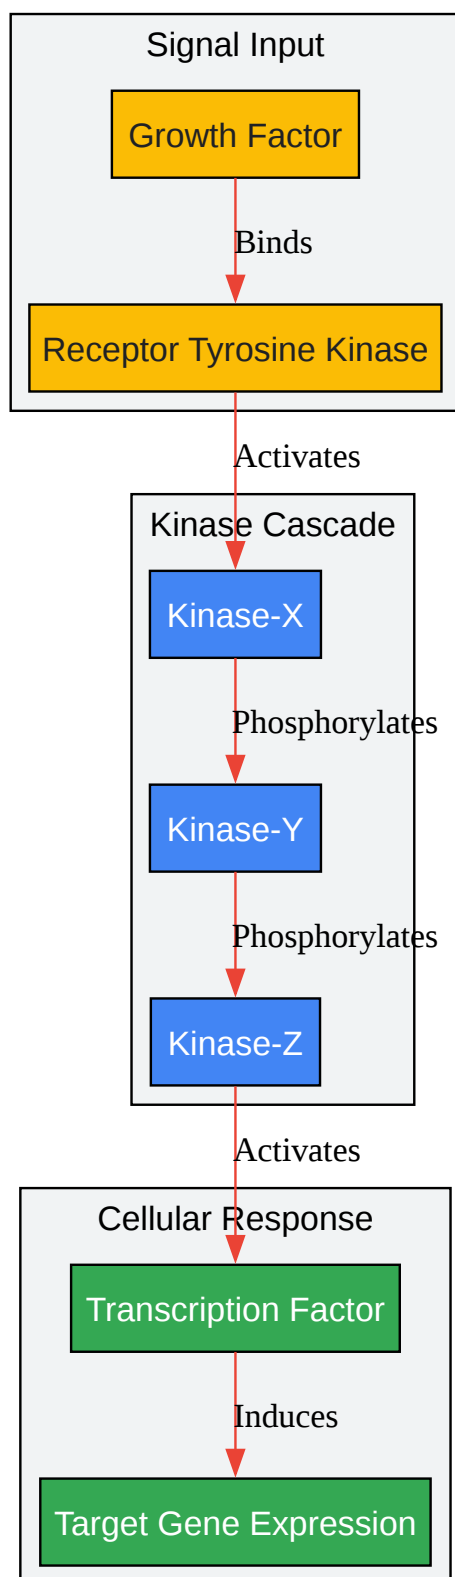 Signal Input
Growth Factor
Binds
Receptor Tyrosine Kinase
Activates
Kinase Cascade
Kinase-X
Phosphorylates
Kinase-Y
Phosphorylates
Kinase-Z
Activates
Cellular Response
Transcription Factor
Induces
Target Gene Expression